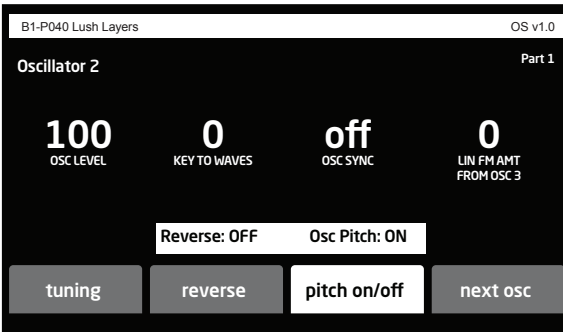 B1-P040 Lush Layers OS v1.0
Oscillator 2 Part 1
100 0 off 0
OSC LEVEL KEY TO WAVES OSC SYNC LIN FM AMT
FROM OSC 3
Reverse: OFF Osc Pitch: ON
tuning reverse pitch on/off next osc